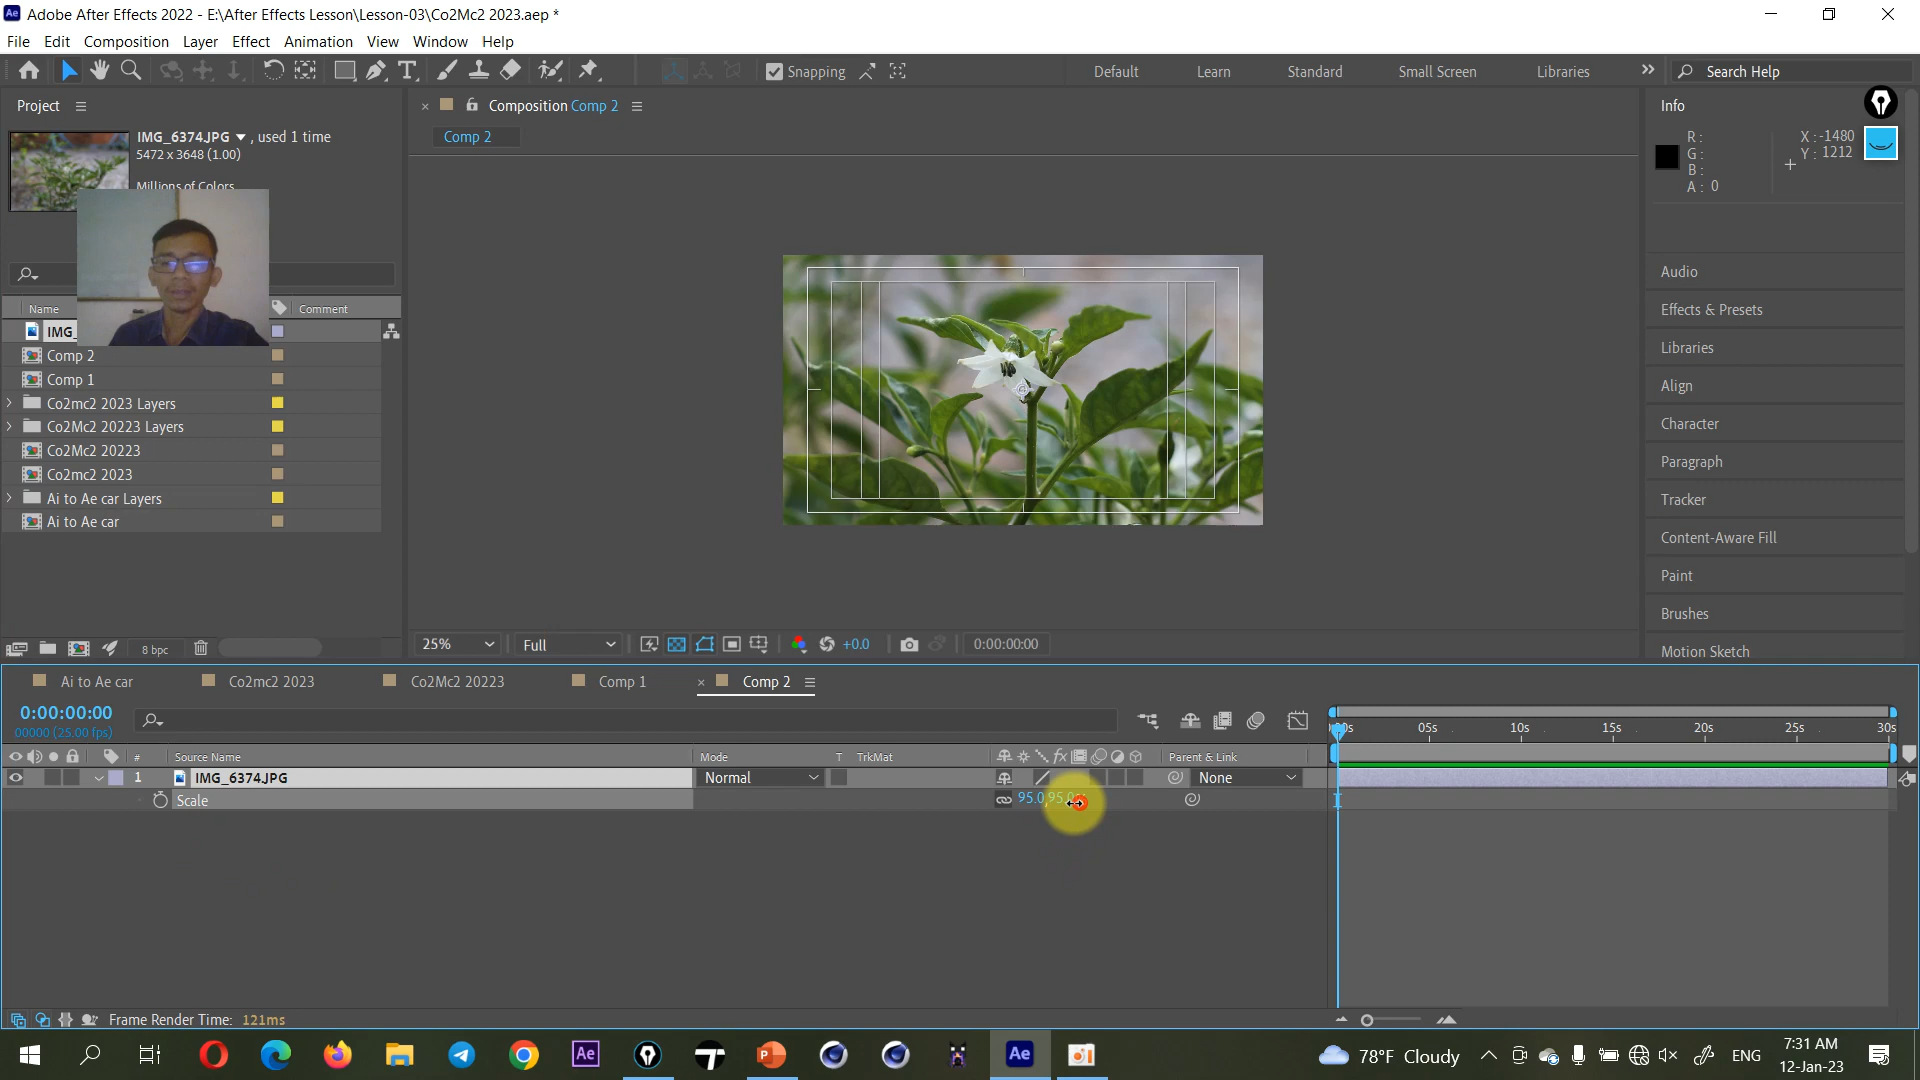 Adobe After Effects 2022 - E:\After Effects Lesson\Lesson-03\Co2Mc2 2023.aep *
File Edit Composition Layer Effect Animation View Window Help
Snapping
Default Learn Standard Small Screen Libraries
Search Help
Project
IMG_6374.JPG , used 1 time
5472 x 3648 (1.00)
Millions of Colors
Name Comment
IMG_
Comp 2
Comp 1
Co2mc2 2023 Layers
Co2Mc2 20223 Layers
Co2Mc2 20223
Co2mc2 2023
Ai to Ae car Layers
Ai to Ae car
8 bpc
Composition Comp 2
Comp 2
25% Full +0.0 0:00:00:00
Info
R :
G :
B :
A : 0
X : -1480
Y : 1212
Audio
Effects & Presets
Libraries
Align
Character
Paragraph
Tracker
Content-Aware Fill
Paint
Brushes
Motion Sketch
Ai to Ae car Co2mc2 2023 Co2Mc2 20223 Comp 1 Comp 2
0:00:00:00
00000 (25.00 fps)
05s 10s 15s 20s 25s 30s
# Source Name Mode T TrkMat fx Parent & Link
1 IMG_6374.JPG Normal None
Scale 95.0,95.0
Frame Render Time: 121ms
78°F Cloudy
ENG
7:31 AM
12-Jan-23